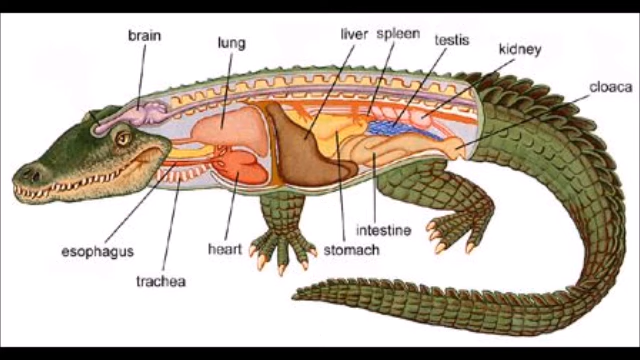 brain
lung
liver
spleen
testis
kidney
cloaca
esophagus
trachea
heart
stomach
intestine